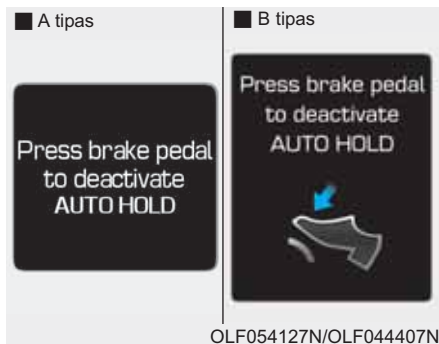 ■ A tipas
Press brake pedal
to deactivate
AUTO HOLD
■ B tipas
Press brake pedal
to deactivate
AUTO HOLD
OLF054127N/OLF044407N